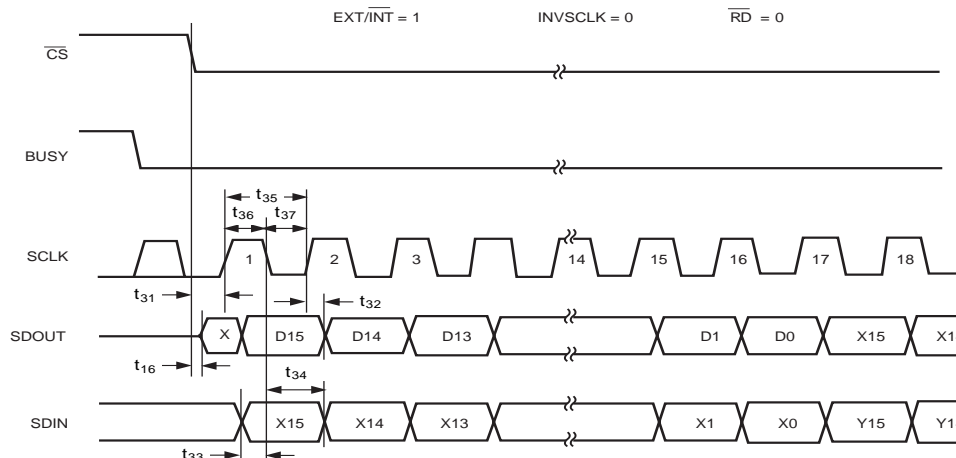 EXT/INT = 1 INVSCLK = 0 RD = 0
CS
BUSY
t35
t36 t37
SCLK 1 2 3 14 15 16 17 18
t31 t32
SDOUT X D15 D14 D13 D1 D0 X15 X1
t16 t34
SDIN X15 X14 X13 X1 X0 Y15 Y1
t33